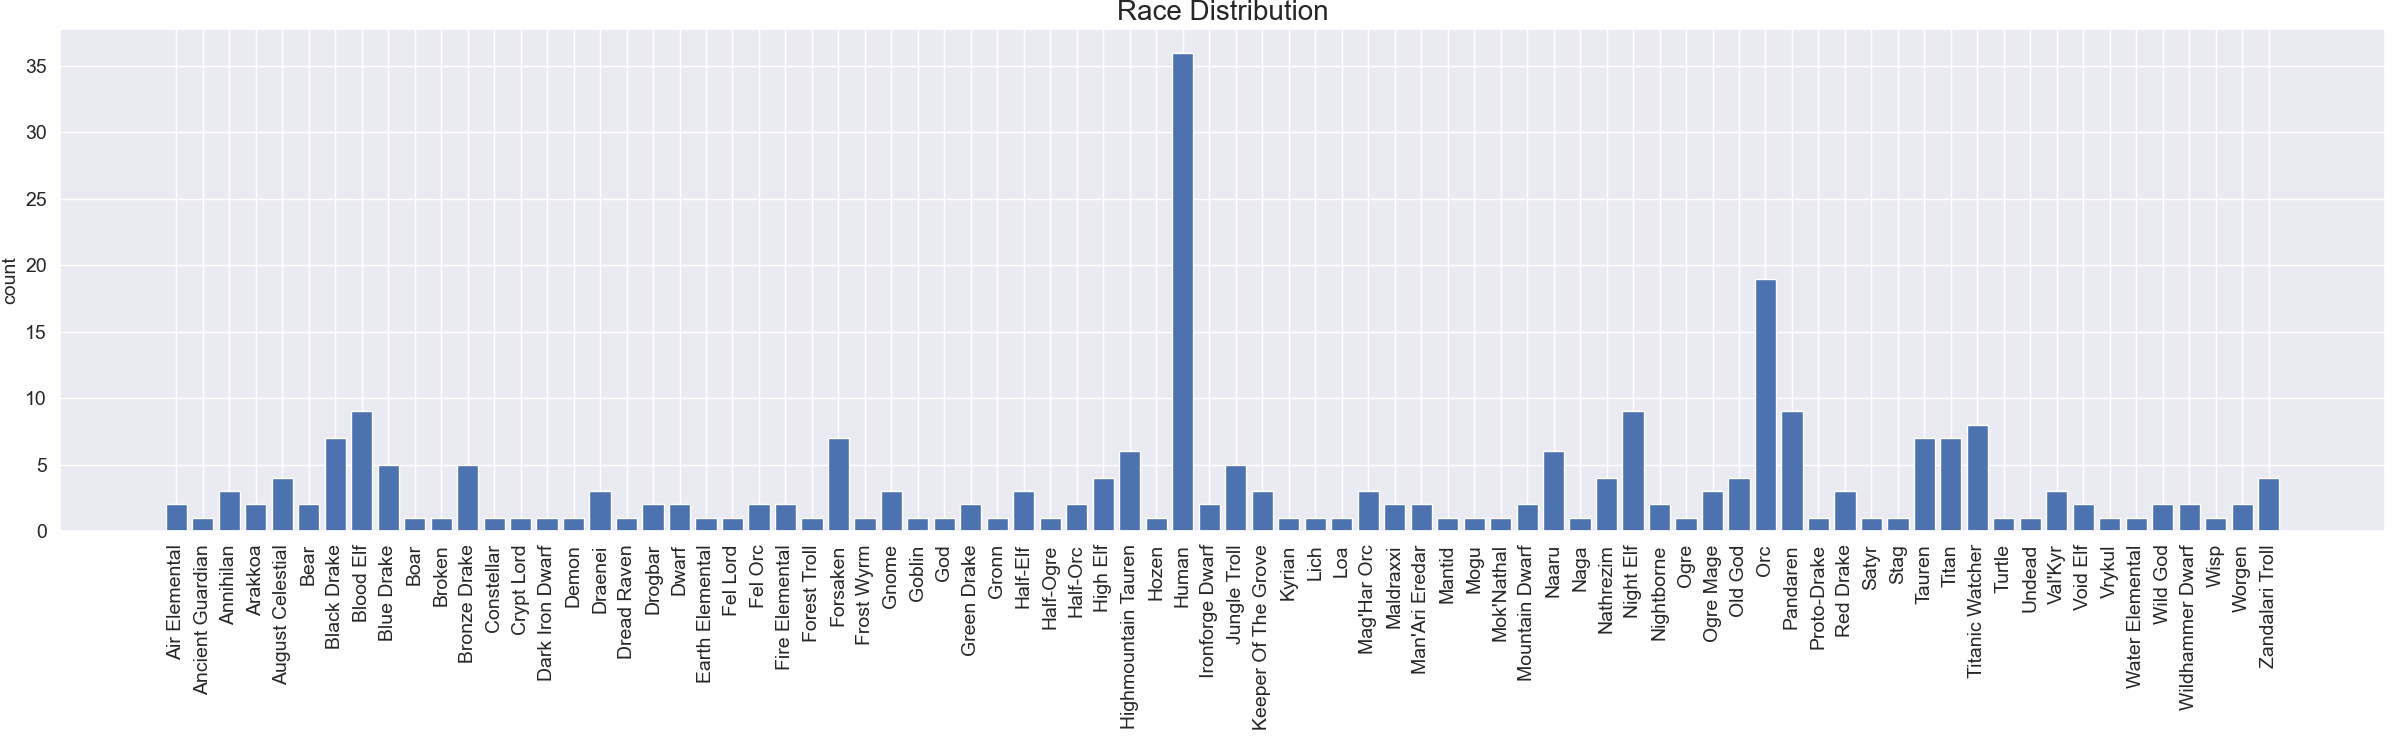 Race Distribution
35
30
25
20
15
10
5
0
count
Air Elemental
Ancient Guardian
Annihilan
Arakkoa
August Celestial
Bear
Black Drake
Blood Elf
Blue Drake
Boar
Broken
Bronze Drake
Constellar
Crypt Lord
Dark Iron Dwarf
Demon
Draenei
Dread Raven
Drogbar
Dwarf
Earth Elemental
Fel Lord
Fel Orc
Fire Elemental
Forest Troll
Forsaken
Frost Wyrm
Gnome
Goblin
God
Green Drake
Gronn
Half-Elf
Half-Ogre
Half-Orc
High Elf
Highmountain Tauren
Hozen
Human
Ironforge Dwarf
Jungle Troll
Keeper Of The Grove
Kyrian
Lich
Loa
Mag'Har Orc
Maldraxxi
Man'Ari Eredar
Mantid
Mogu
Mok'Nathal
Mountain Dwarf
Naaru
Naga
Nathrezim
Night Elf
Nightborne
Ogre
Ogre Mage
Old God
Orc
Pandaren
Proto-Drake
Red Drake
Satyr
Stag
Tauren
Titan
Titanic Watcher
Turtle
Undead
Val'Kyr
Void Elf
Vrykul
Water Elemental
Wild God
Wildhammer Dwarf
Wisp
Worgen
Zandalari Troll